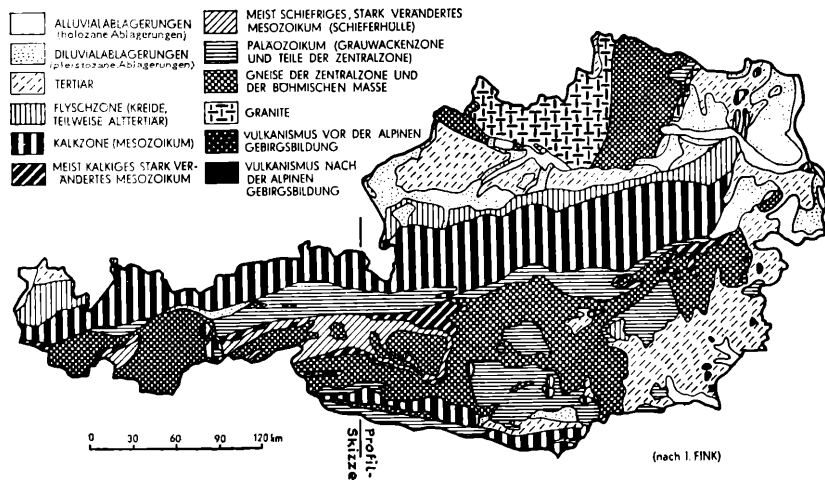 ALLUVIALABLAGERUNGEN
(holozäne Ablagerungen)
DILUVIALABLAGERUNGEN
(pleistozäne Ablagerungen)
TERTIAR
FLYSCHZONE (KREIDE,
TEILWEISE ALTTERTIÄR)
KALKZONE (MESOZOIKUM)
MEIST KALKIGES STARK VER-
ÄNDERTES MESOZOIKUM
MEIST SCHIEFRIGES, STARK VERÄNDERTES
MESOZOIKUM (SCHIEFERHÜLLE)
PALÄOZOIKUM (GRAUWACKENZONE
UND TEILE DER ZENTRALZONE)
GNEISE DER ZENTRALZONE UND
DER BÖHMISCHEN MASSE
GRANITE
VULKANISMUS VOR DER ALPINEN
GEBIRGSBILDUNG
VULKANISMUS NACH
DER ALPINEN
GEBIRGSBILDUNG
0 30 60 90 120 km
Profil-
Skizze
(nach I. FINK)